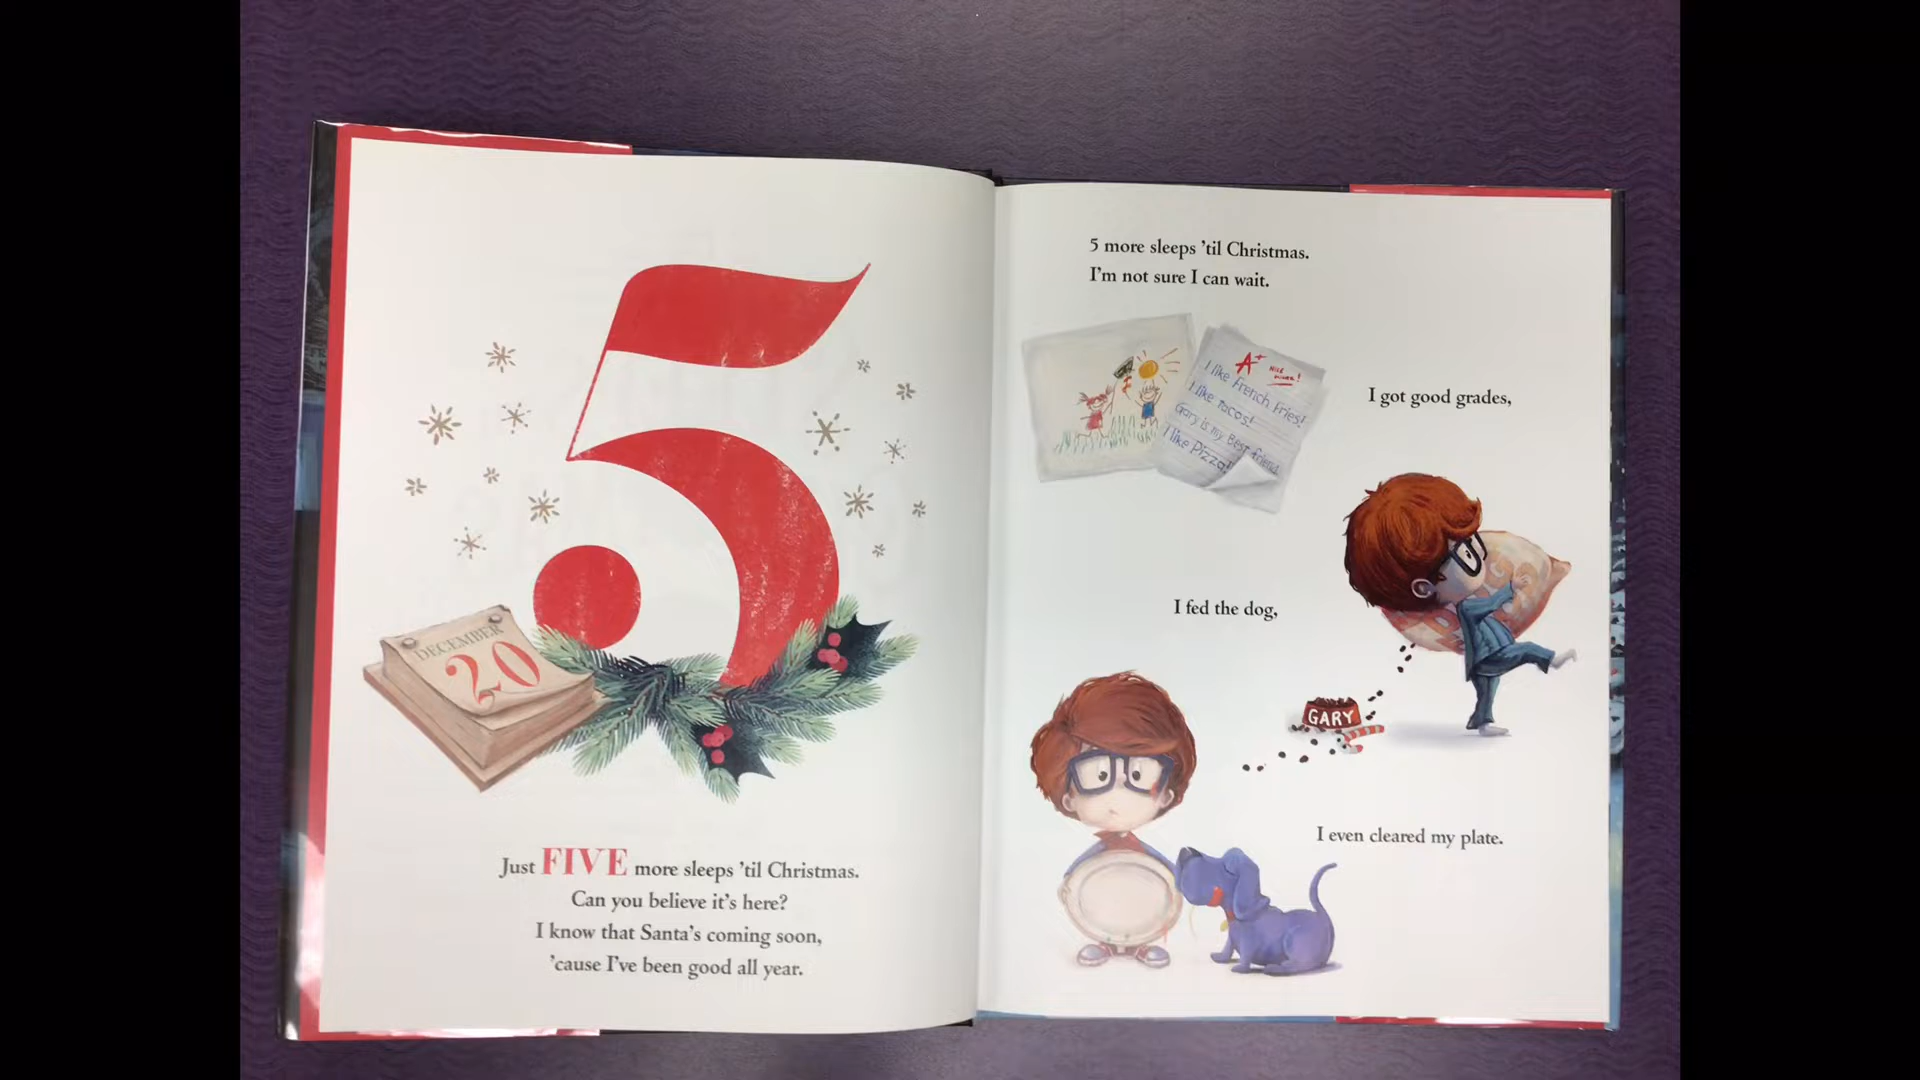 5
DECEMBER
20
Just FIVE more sleeps ’til Christmas.
Can you believe it’s here?
I know that Santa’s coming soon,
’cause I’ve been good all year.
5 more sleeps ’til Christmas.
I’m not sure I can wait.
A+
NICE
I like French Fries!
I like Tacos!
Gary is my Best friend
I like Pizza!
I got good grades,
I fed the dog,
GARY
I even cleared my plate.